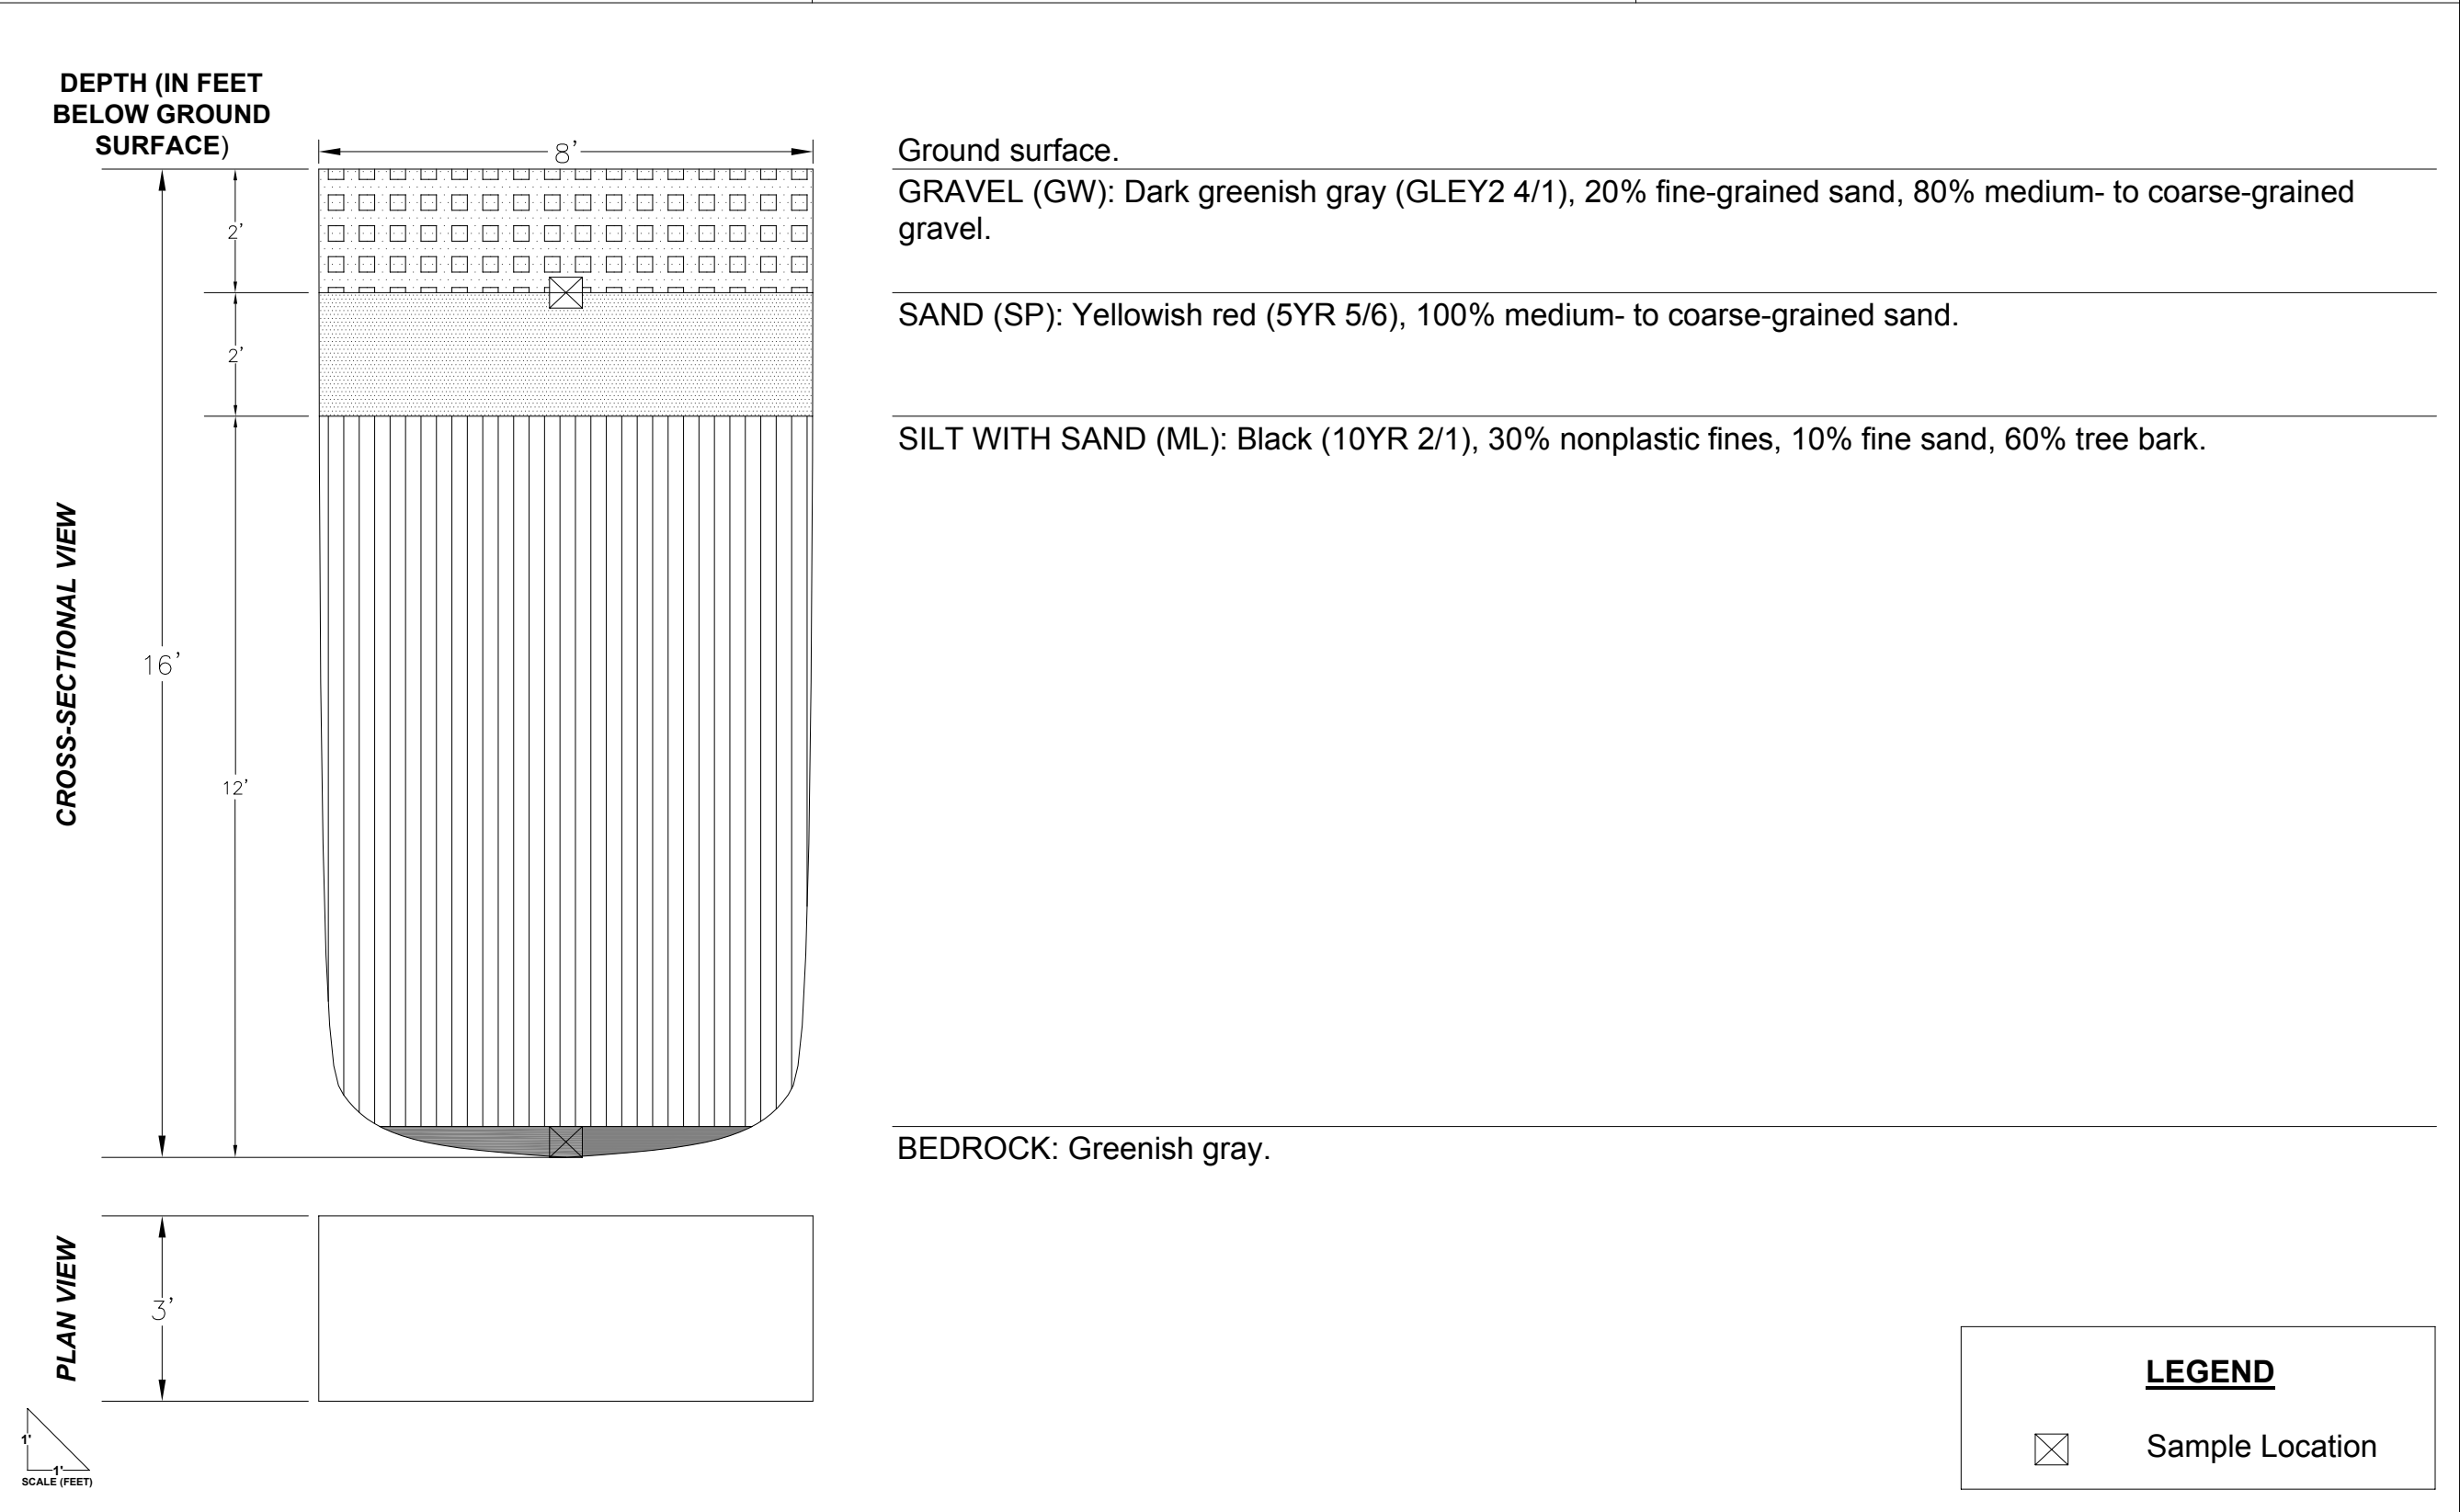 DEPTH (IN FEET
BELOW GROUND
SURFACE)
8'
Ground surface.
GRAVEL (GW): Dark greenish gray (GLEY2 4/1), 20% fine-grained sand, 80% medium- to coarse-grained
gravel.
2'
SAND (SP): Yellowish red (5YR 5/6), 100% medium- to coarse-grained sand.
2'
SILT WITH SAND (ML): Black (10YR 2/1), 30% nonplastic fines, 10% fine sand, 60% tree bark.
CROSS-SECTIONAL VIEW
16'
12'
BEDROCK: Greenish gray.
PLAN VIEW
3'
1'
1'
SCALE (FEET)
LEGEND
Sample Location